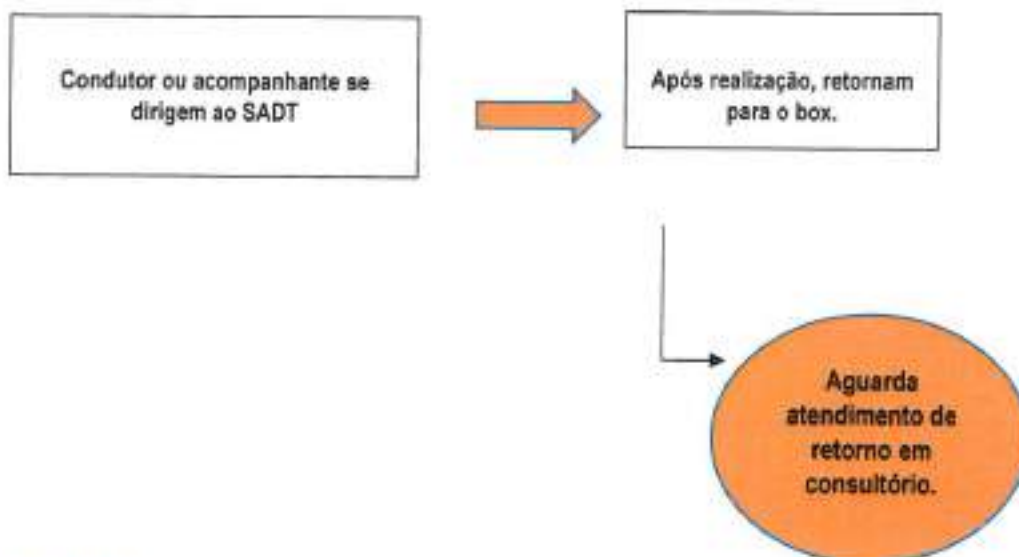 Condutor ou acompanhante se
dirigem ao SADT
Após realização, retornam
para o box.
Aguarda
atendimento de
retorno em
consultório.